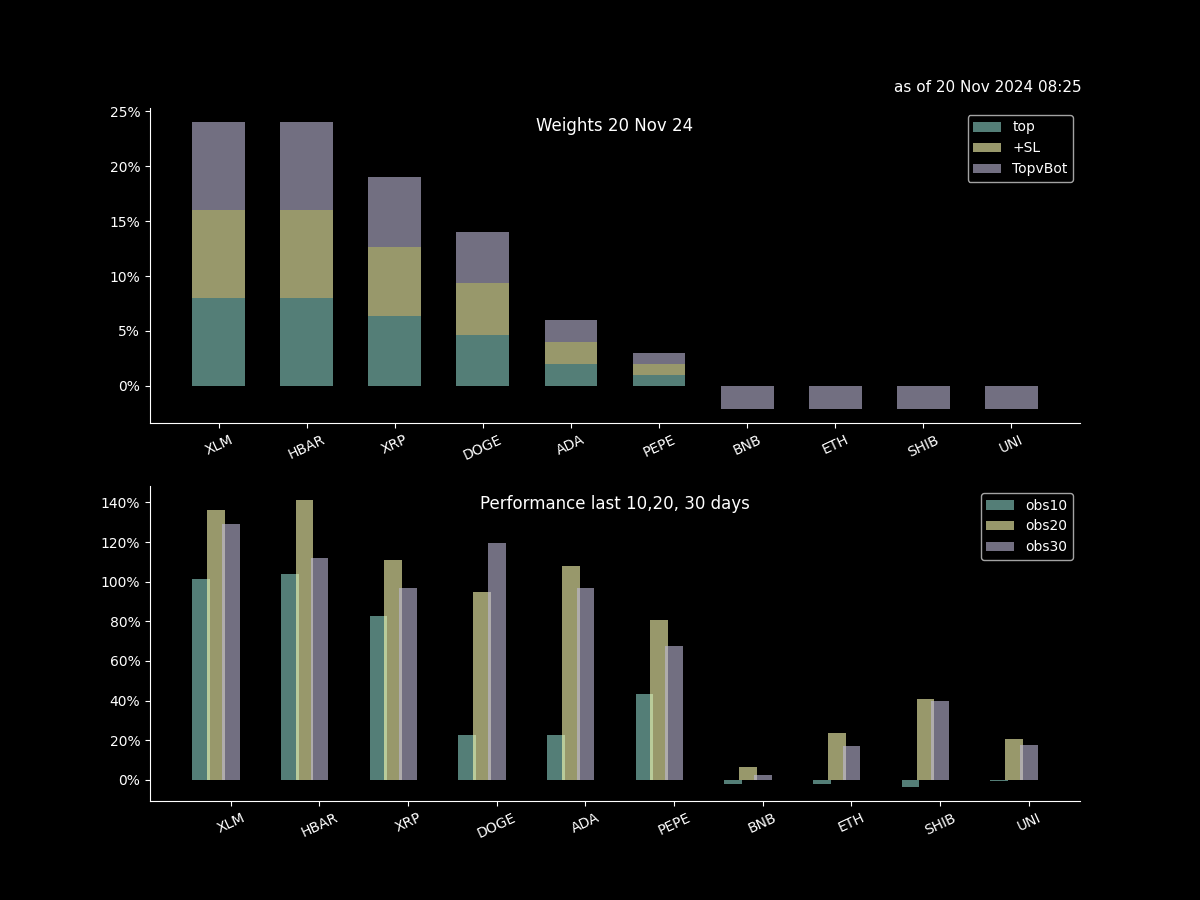 as of 20 Nov 2024 08:25
Weights 20 Nov 24
25%
20%
15%
10%
5%
0%
top
+SL
TopvBot
XLM HBAR XRP DOGE ADA PEPE BNB ETH SHIB UNI
Performance last 10,20, 30 days
140%
120%
100%
80%
60%
40%
20%
0%
obs10
obs20
obs30
XLM HBAR XRP DOGE ADA PEPE BNB ETH SHIB UNI